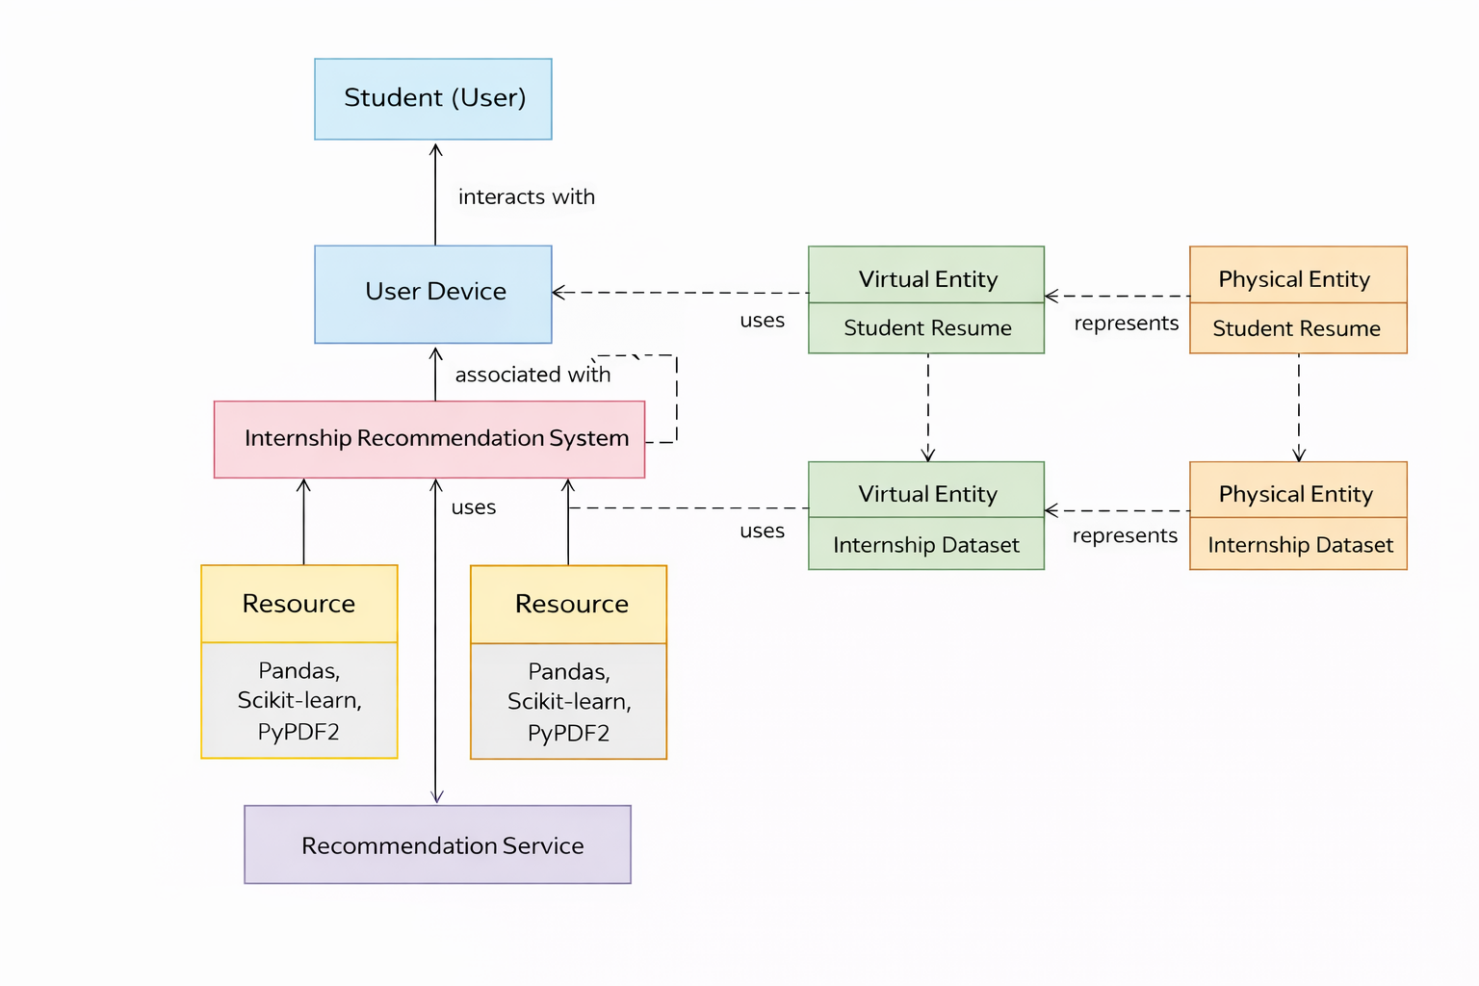 Student (User)
interacts with
User Device
Virtual Entity
Physical Entity
uses
Student Resume
represents
Student Resume
associated with
Internship Recommendation System
Virtual Entity
Physical Entity
uses
uses
Internship Dataset
represents
Internship Dataset
Resource
Resource
Pandas,
Scikit-learn,
PyPDF2
Pandas,
Scikit-learn,
PyPDF2
Recommendation Service